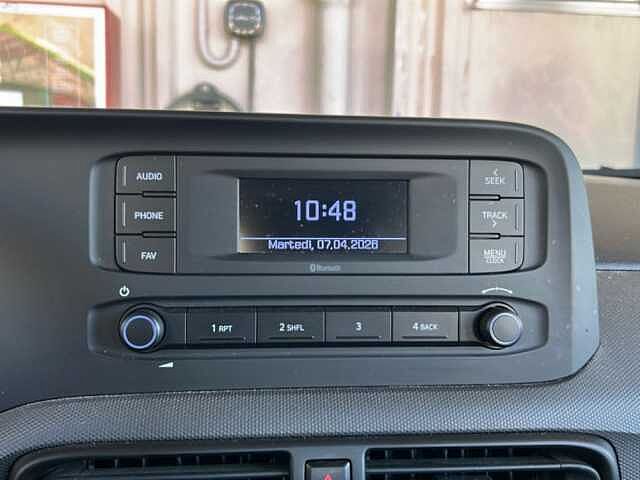 AUDIO
PHONE
FAV
10:48
Martedì, 07.04.2026
Bluetooth
SEEK
TRACK
MENU
CLOCK
1 RPT
2 SHFL
3
4 BACK